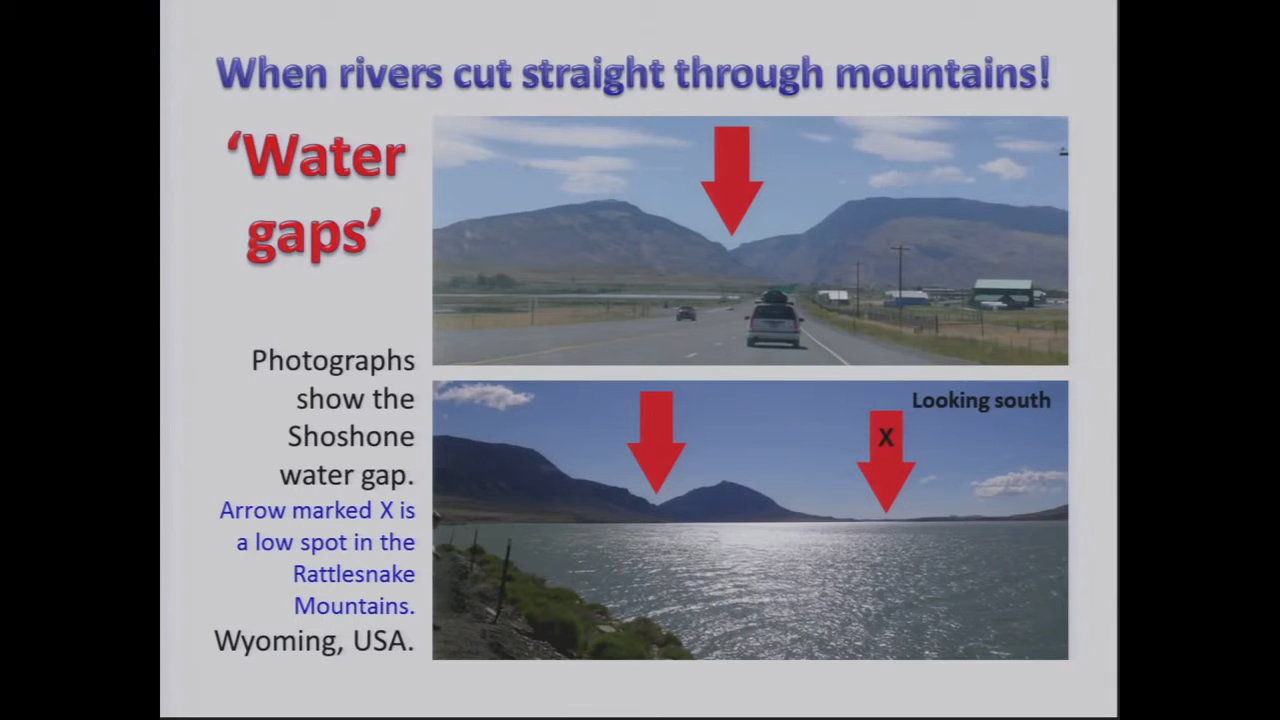 When rivers cut straight through mountains!
‘Water
gaps’
Photographs
show the
Shoshone
water gap.
Arrow marked X is
a low spot in the
Rattlesnake
Mountains.
Wyoming, USA.
Looking south
X